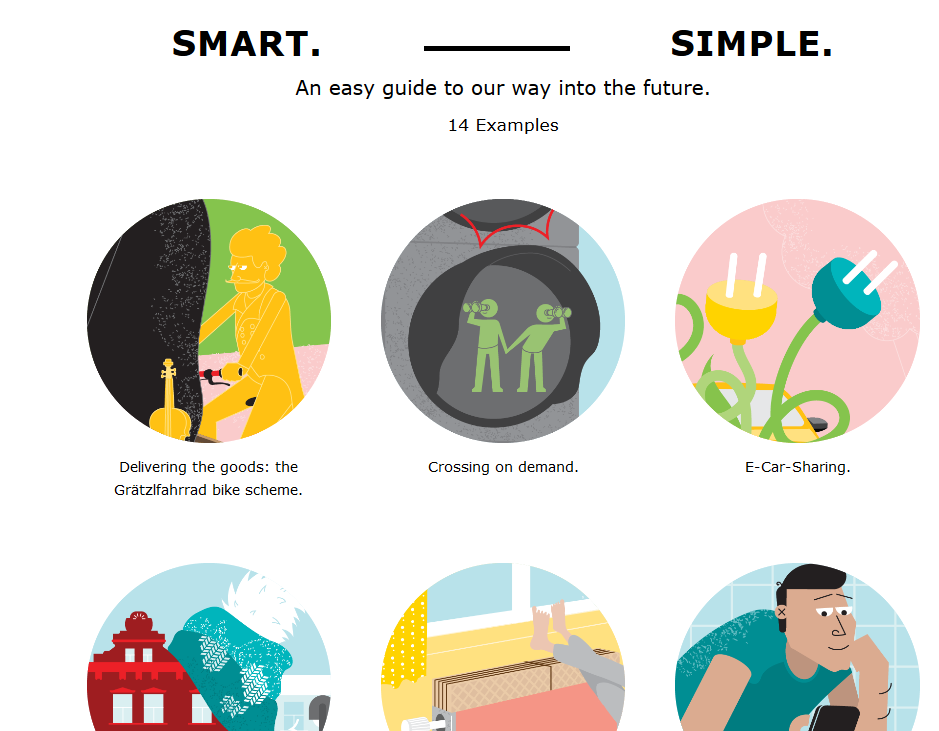 SMART. SIMPLE.
An easy guide to our way into the future.
14 Examples
Delivering the goods: the
Grätzlfahrrad bike scheme.
Crossing on demand.
E-Car-Sharing.